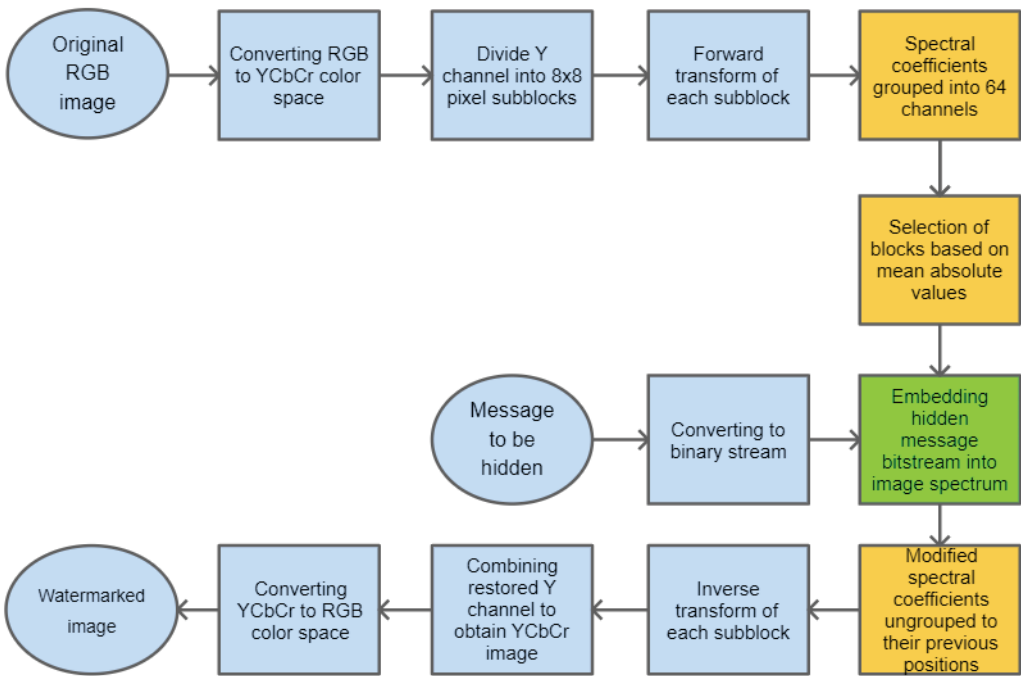 Original
RGB
image
Converting RGB
to YCbCr color
space
Divide Y
channel into 8x8
pixel subblocks
Forward
transform of
each subblock
Spectral
coefficients
grouped into 64
channels
Selection of
blocks based on
mean absolute
values
Message
to be
hidden
Converting to
binary stream
Embedding
hidden
message
bitstream into
image spectrum
Modified
spectral
coefficients
ungrouped to
their previous
positions
Inverse
transform of
each subblock
Combining
restored Y
channel to
obtain YCbCr
image
Converting
YCbCr to RGB
color space
Watermarked
image